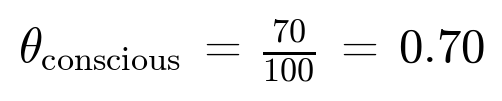 θ_conscious = 70/100 = 0.70